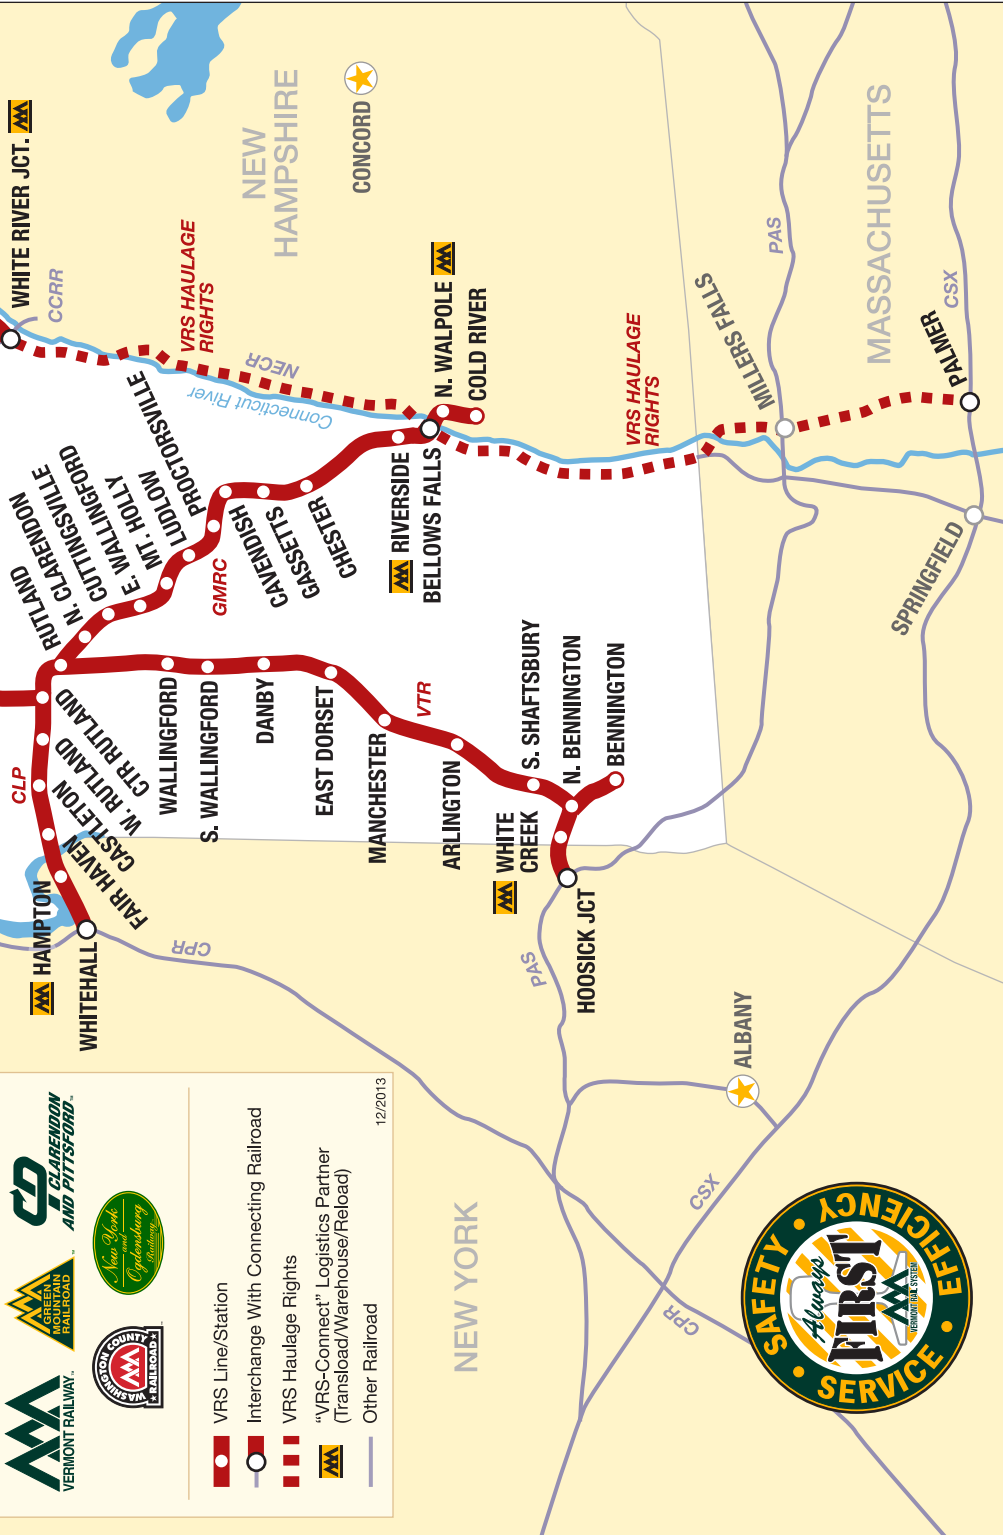 VERMONT RAILWAY™
GREEN
MOUNTAIN
RAILROAD™
CLARENDON
AND PITTSFORD™
WASHINGTON COUNTY
RAILROAD
New York
and
Ogdensburg
Railway
VRS Line/Station
Interchange With Connecting Railroad
VRS Haulage Rights
“VRS-Connect” Logistics Partner
(Transload/Warehouse/Reload)
Other Railroad
12/2013
HAMPTON
WHITEHALL
FAIR HAVEN
CASTLETON
W. RUTLAND
CTR RUTLAND
CLP
RUTLAND
N. CLARENDON
CUTTINGSVILLE
E. WALLINGFORD
MT. HOLLY
LUDLOW
PROCTORSVILLE
GMRC
CAVENDISH
GASSETTS
CHESTER
RIVERSIDE
BELLOWS FALLS
N. WALPOLE
COLD RIVER
WHITE RIVER JCT.
CCRR
VRS HAULAGE
RIGHTS
NECR
Connecticut River
NEW
HAMPSHIRE
CONCORD
WALLINGFORD
S. WALLINGFORD
DANBY
EAST DORSET
MANCHESTER
VTR
ARLINGTON
S. SHAFTSBURY
N. BENNINGTON
BENNINGTON
WHITE
CREEK
HOOSICK JCT
CPR
PAS
ALBANY
CSX
NEW YORK
CPR
VRS HAULAGE
RIGHTS
MILLERS FALLS
PAS
MASSACHUSETTS
CSX
PALMER
SPRINGFIELD
SAFETY • EFFICIENCY • SERVICE •
Always
FIRST
VERMONT RAIL SYSTEM